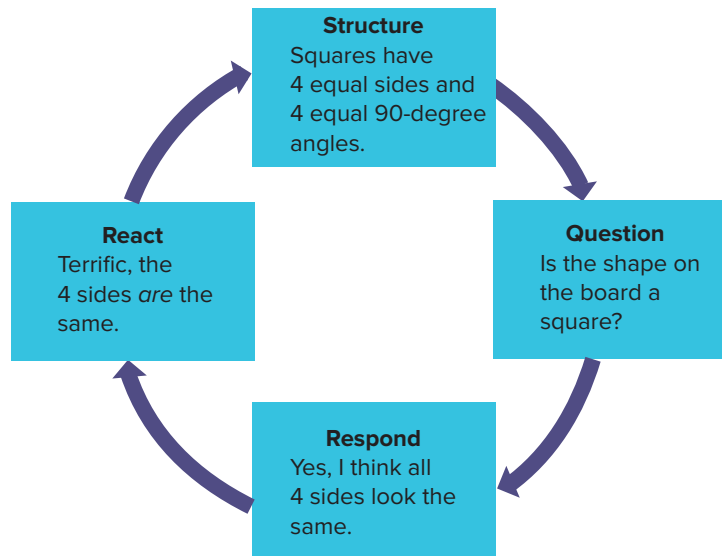 Structure
Squares have
4 equal sides and
4 equal 90-degree
angles.
Question
Is the shape on
the board a
square?
Respond
Yes, I think all
4 sides look the
same.
React
Terrific, the
4 sides are the
same.